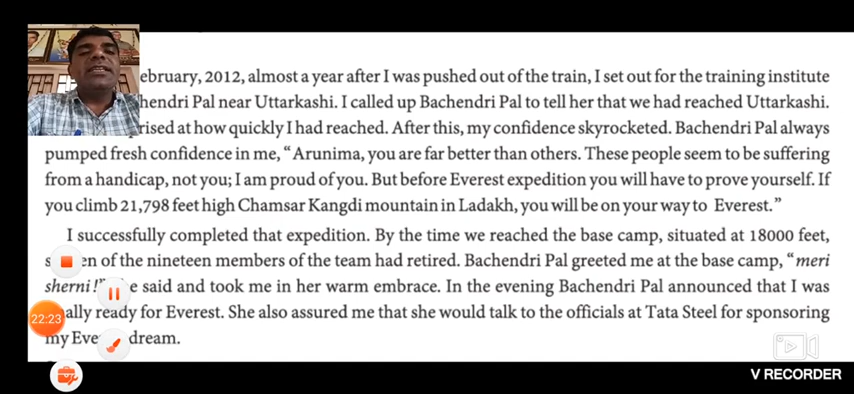 ebruary, 2012, almost a year after I was pushed out of the train, I set out for the training institute
hendri Pal near Uttarkashi. I called up Bachendri Pal to tell her that we had reached Uttarkashi.
rised at how quickly I had reached. After this, my confidence skyrocketed. Bachendri Pal always
pumped fresh confidence in me, “Arunima, you are far better than others. These people seem to be suffering
from a handicap, not you; I am proud of you. But before Everest expedition you will have to prove yourself. If
you climb 21,798 feet high Chamsar Kangdi mountain in Ladakh, you will be on your way to Everest.”
I successfully completed that expedition. By the time we reached the base camp, situated at 18000 feet,
s en of the nineteen members of the team had retired. Bachendri Pal greeted me at the base camp, “meri
sherni!” e said and took me in her warm embrace. In the evening Bachendri Pal announced that I was
ally ready for Everest. She also assured me that she would talk to the officials at Tata Steel for sponsoring
my Eve dream.
22:23
V RECORDER